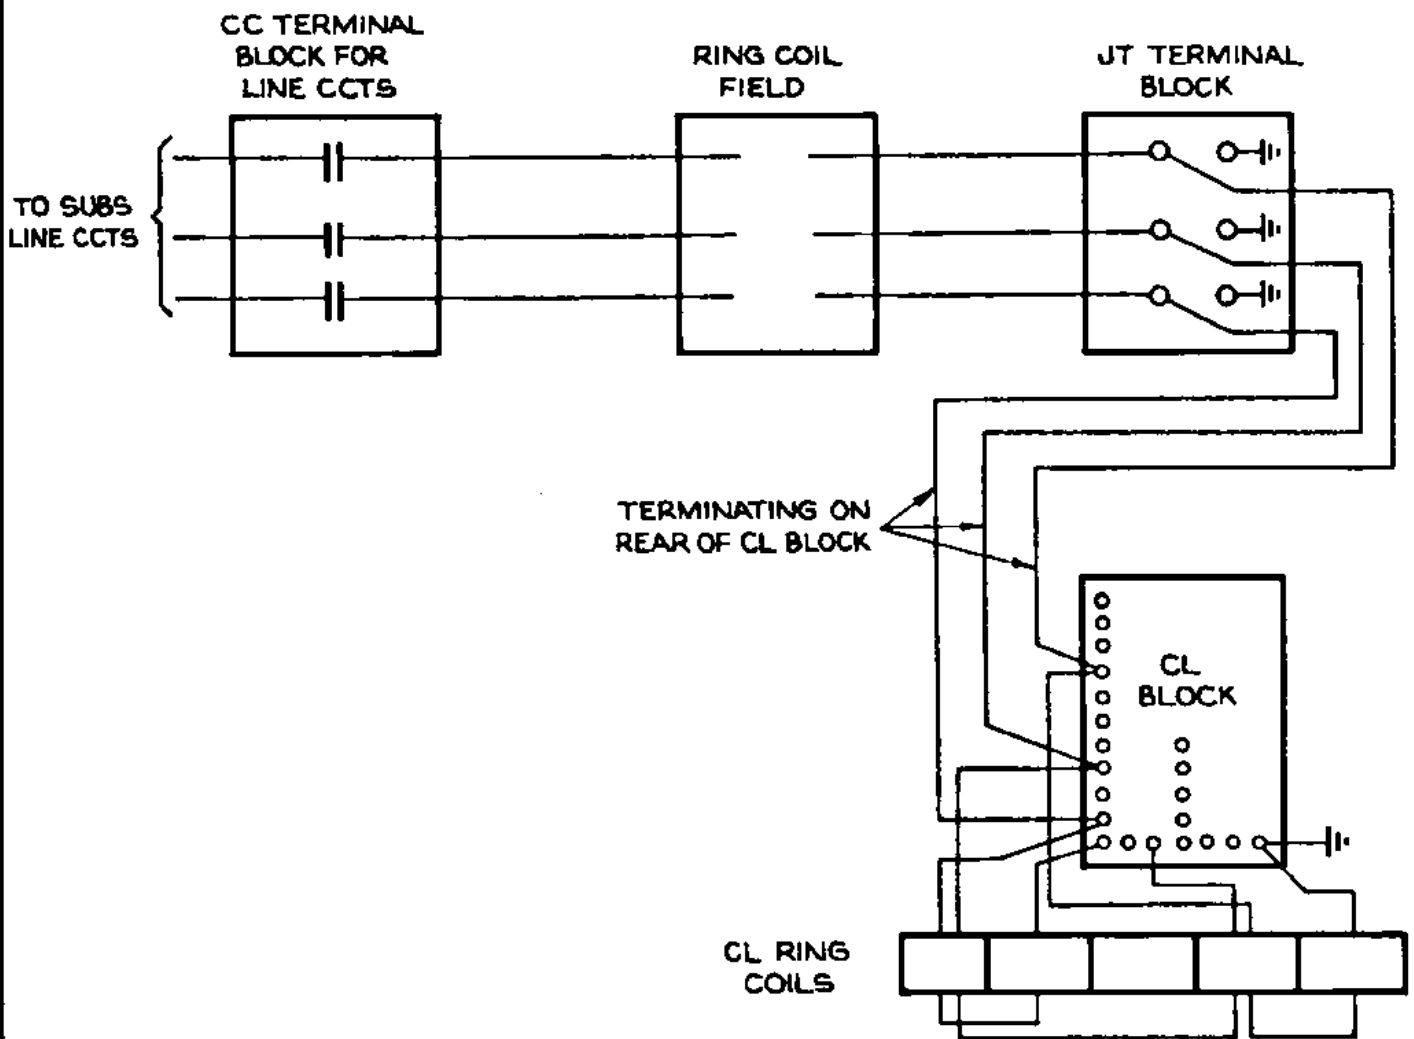 CC TERMINAL
BLOCK FOR
LINE CCTS
RING COIL
FIELD
JT TERMINAL
BLOCK
TO SUBS
LINE CCTS
TERMINATING ON
REAR OF CL BLOCK
CL
BLOCK
CL RING
COILS